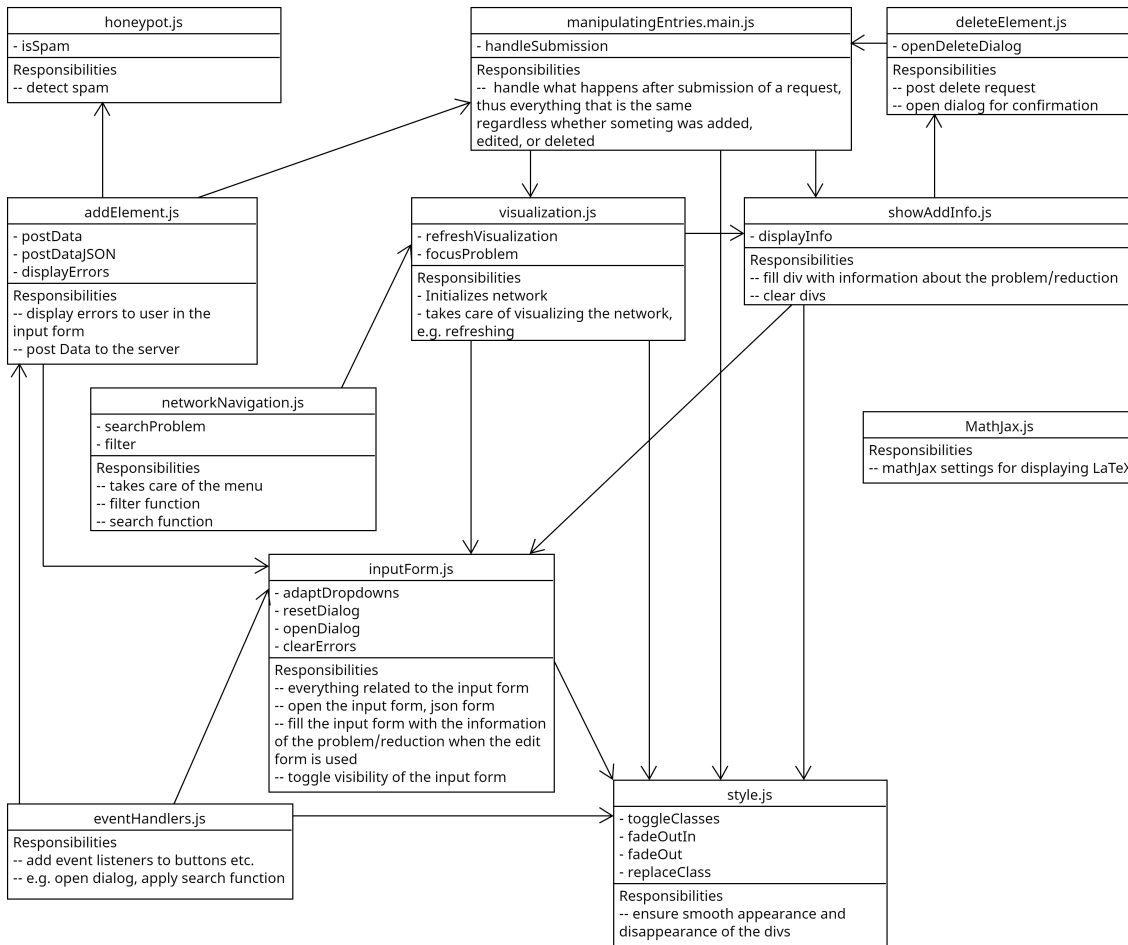 honeypot.js
- isSpam
Responsibilities
-- detect spam
manipulatingEntries.main.js
- handleSubmission
Responsibilities
--  handle what happens after submission of a request,
thus everything that is the same
regardless whether someting was added,
edited, or deleted
deleteElement.js
- openDeleteDialog
Responsibilities
-- post delete request
-- open dialog for confirmation
addElement.js
- postData
- postDataJSON
- displayErrors
Responsibilities
-- display errors to user in the
input form
-- post Data to the server
visualization.js
- refreshVisualization
- focusProblem
Responsibilities
- Initializes network
- takes care of visualizing the network,
e.g. refreshing
showAddInfo.js
- displayInfo
Responsibilities
-- fill div with information about the problem/reduction
-- clear divs
networkNavigation.js
- searchProblem
- filter
Responsibilities
-- takes care of the menu
-- filter function
-- search function
MathJax.js
Responsibilities
-- mathJax settings for displaying LaTeX
inputForm.js
- adaptDropdowns
- resetDialog
- openDialog
- clearErrors
Responsibilities
-- everything related to the input form
-- open the input form, json form
-- fill the input form with the information
of the problem/reduction when the edit
form is used
-- toggle visibility of the input form
eventHandlers.js
Responsibilities
-- add event listeners to buttons etc.
-- e.g. open dialog, apply search function
style.js
- toggleClasses
- fadeOutIn
- fadeOut
- replaceClass
Responsibilities
-- ensure smooth appearance and
disappearance of the divs